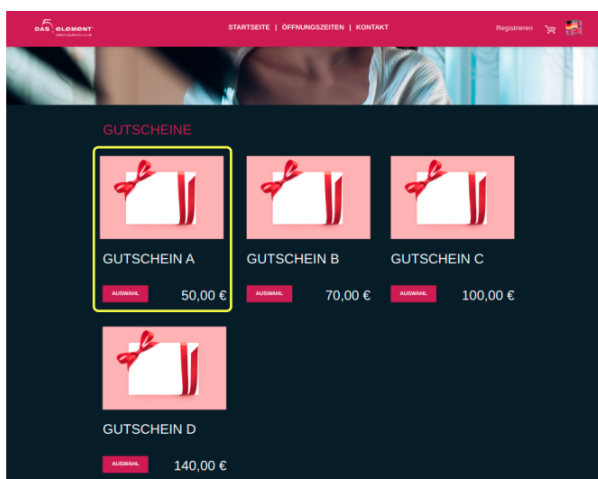 DAS 5 ELEMENT
STARTSEITE | ÖFFNUNGSZEITEN | KONTAKT
Registrieren
GUTSCHEINE
GUTSCHEIN A
GUTSCHEIN B
GUTSCHEIN C
AUSWAHL 50,00 €
AUSWAHL 70,00 €
AUSWAHL 100,00 €
GUTSCHEIN D
AUSWAHL 140,00 €